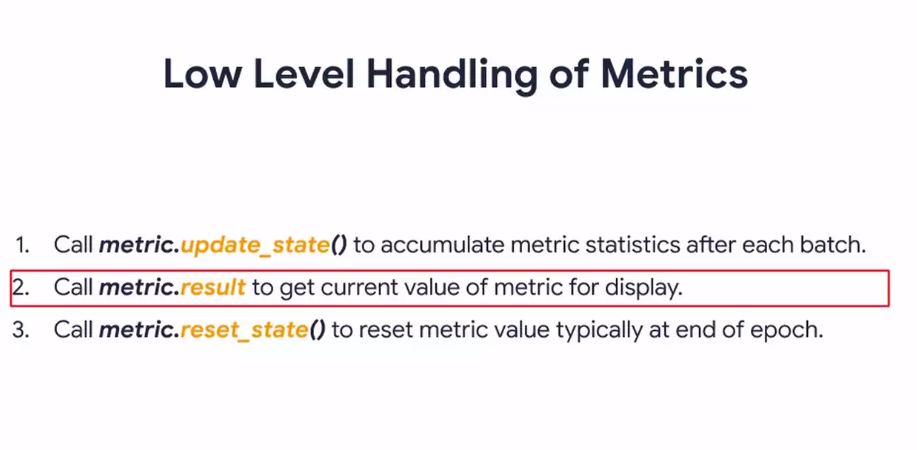 Low Level Handling of Metrics
1. Call metric.update_state() to accumulate metric statistics after each batch.
2. Call metric.result to get current value of metric for display.
3. Call metric.reset_state() to reset metric value typically at end of epoch.